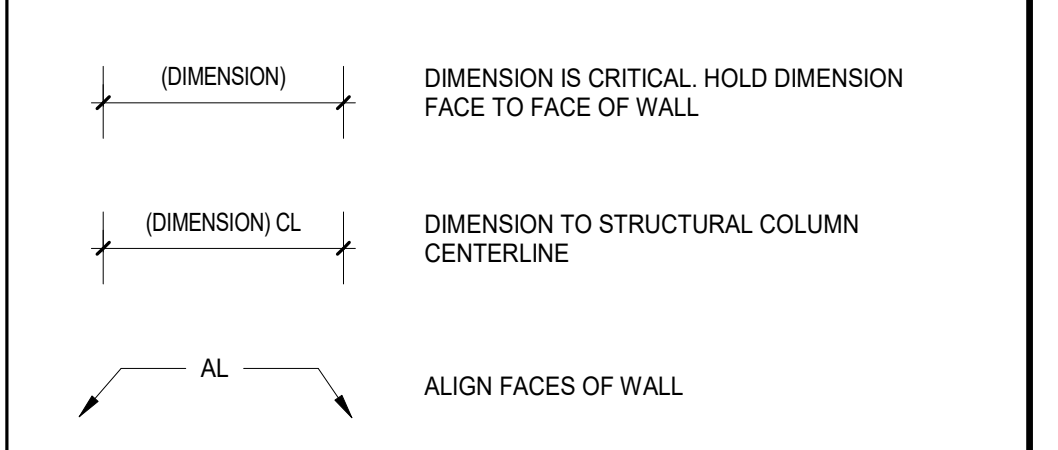 (DIMENSION)
DIMENSION IS CRITICAL. HOLD DIMENSION
FACE TO FACE OF WALL
(DIMENSION) CL
DIMENSION TO STRUCTURAL COLUMN
CENTERLINE
AL
ALIGN FACES OF WALL